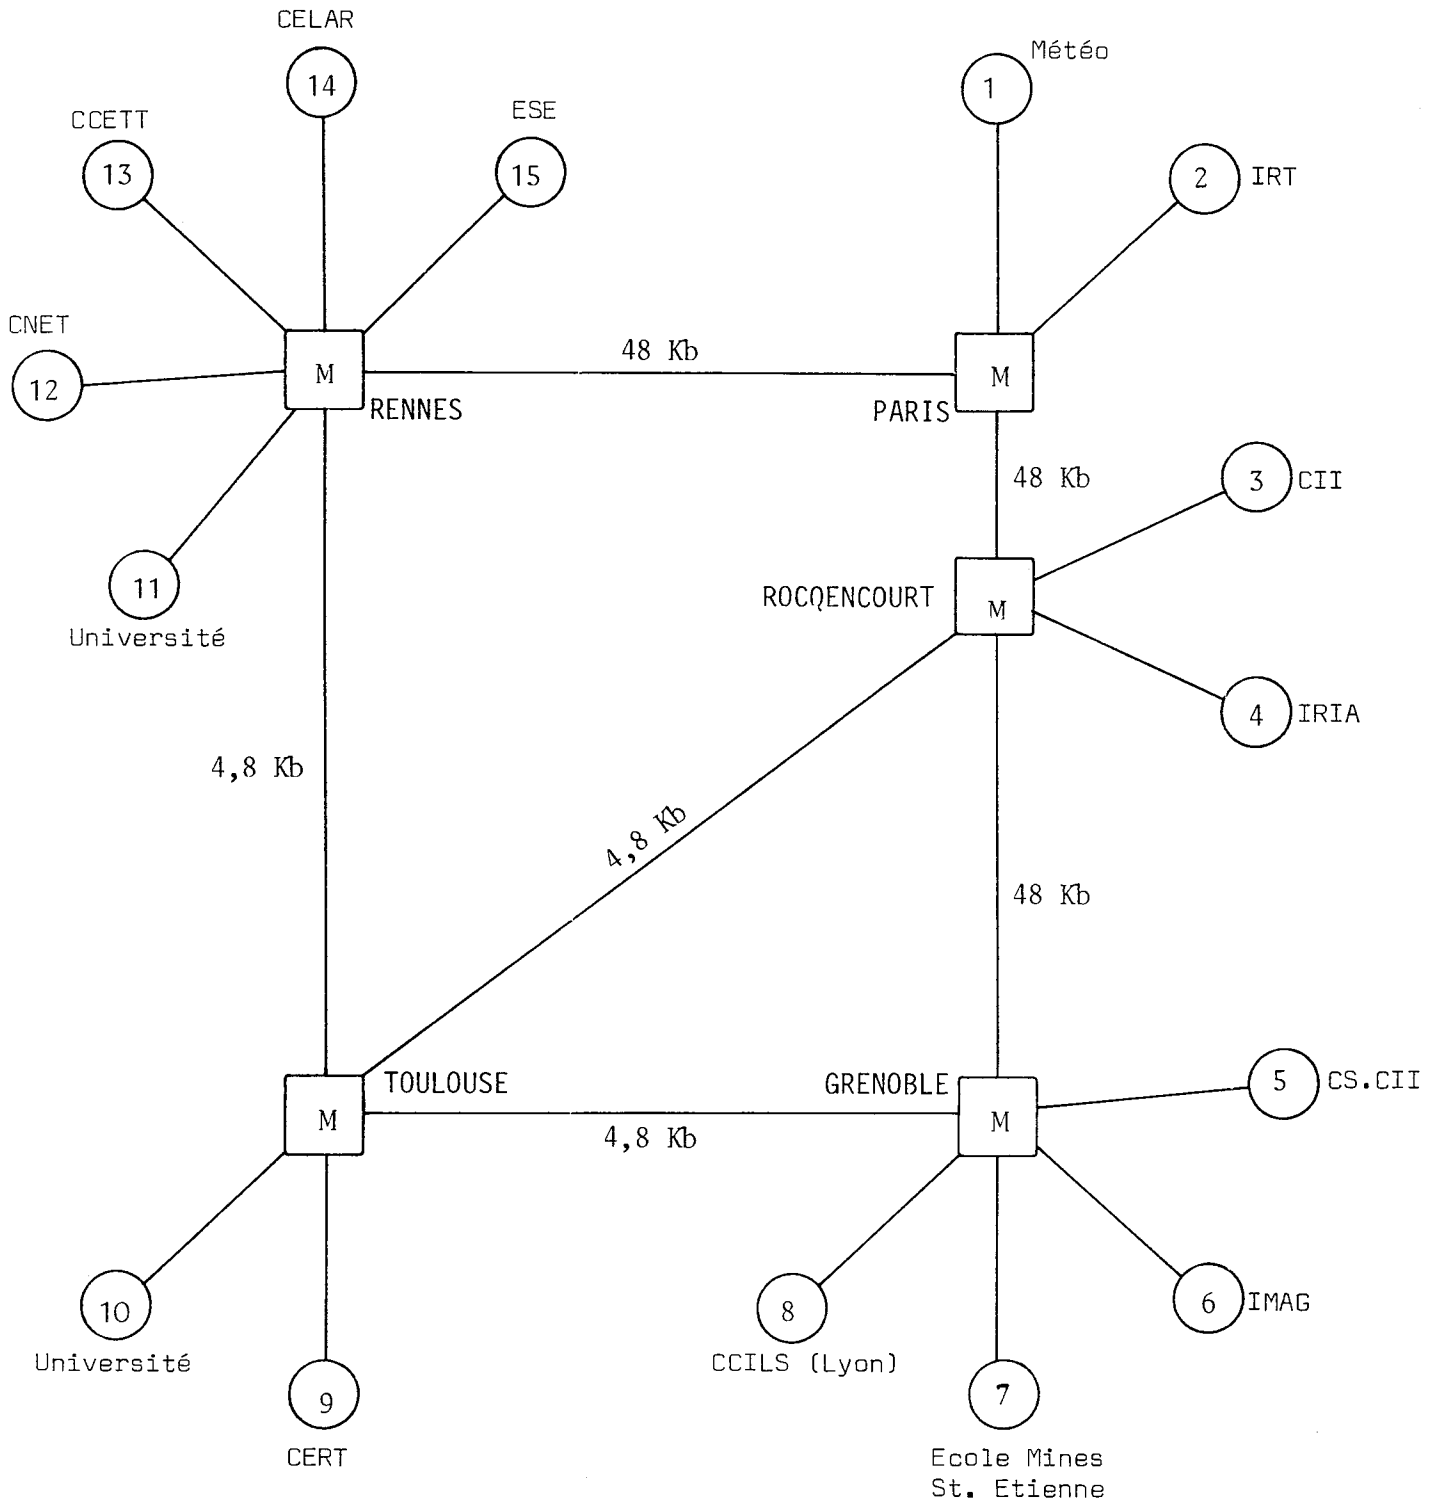 CELAR
14
Météo
1
CCETT
13
ESE
15
2
IRT
CNET
12
M
RENNES
48 Kb
M
PARIS
48 Kb
3
CII
ROCQENCOURT
M
11
Université
4
IRIA
4,8 Kb
4,8 Kb
48 Kb
M
TOULOUSE
GRENOBLE
M
4,8 Kb
5
CS.CII
10
Université
9
CERT
8
CCILS (Lyon)
7
Ecole Mines
St. Etienne
6
IMAG